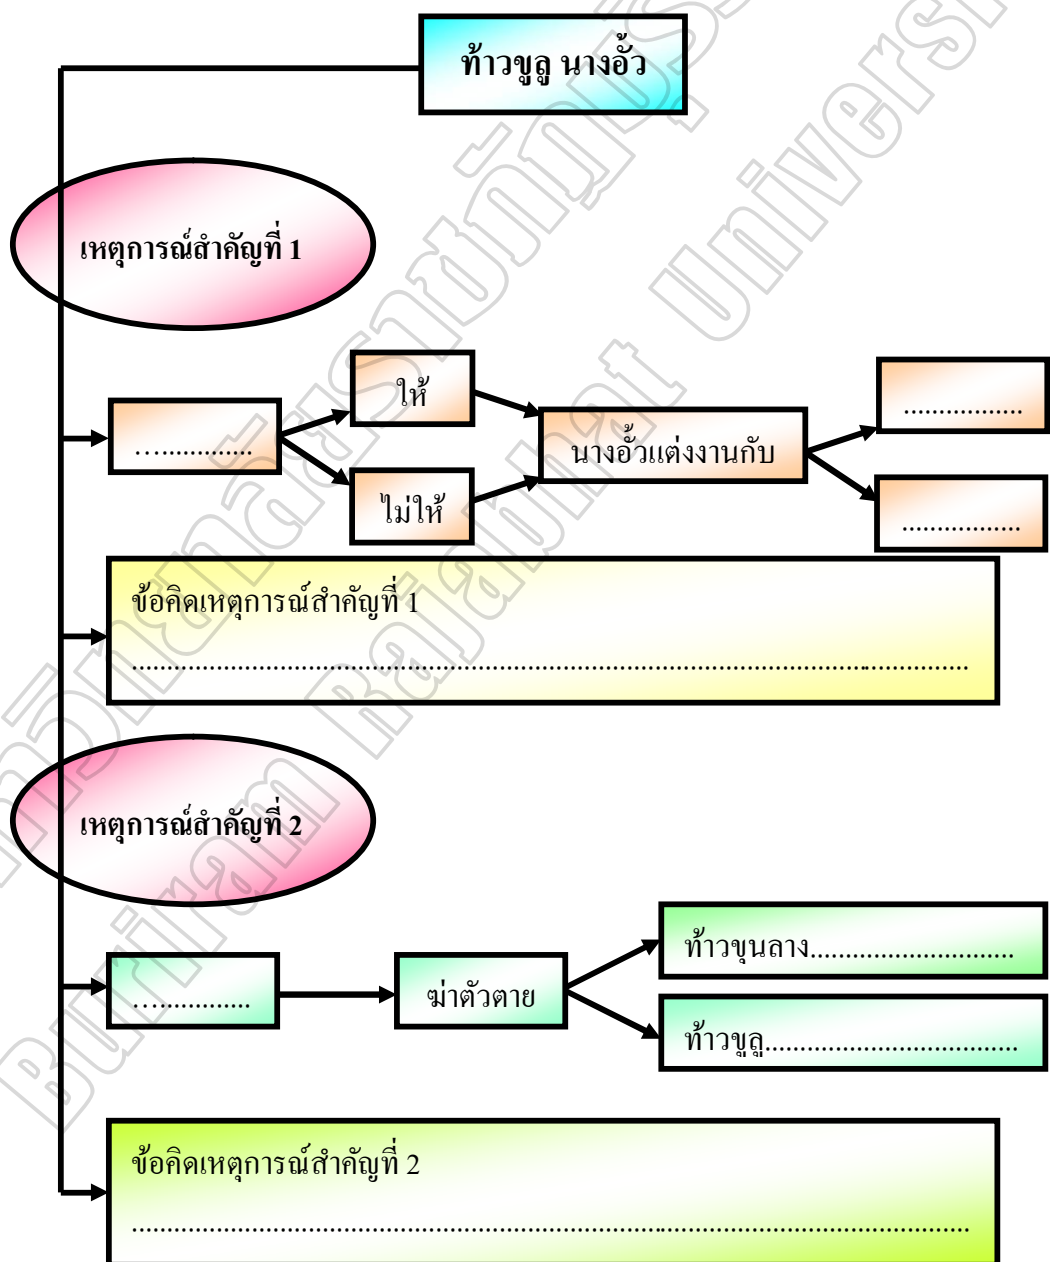 ท้าวขูลู นางอั้ว
เหตุการณ์สำคัญที่ 1
ให้
.................
….............
นางอั้วแต่งงานกับ
ไม่ให้
.................
ข้อคิดเหตุการณ์สำคัญที่ 1
.......................................................................................................................
เหตุการณ์สำคัญที่ 2
ท้าวขุนลาง.............................
….............
ฆ่าตัวตาย
ท้าวขูลู....................................
ข้อคิดเหตุการณ์สำคัญที่ 2
.......................................................................................................................
Buriram Rajabhat Universi